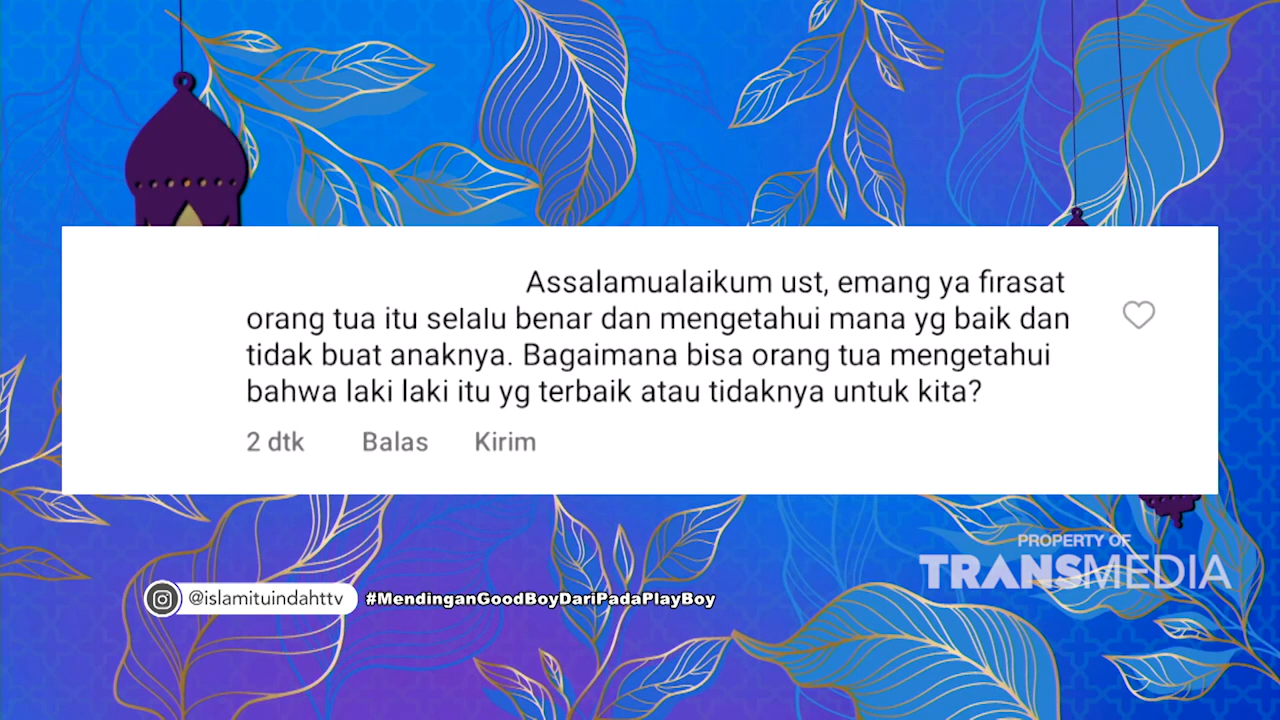 Assalamualaikum ust, emang ya firasat
orang tua itu selalu benar dan mengetahui mana yg baik dan
tidak buat anaknya. Bagaimana bisa orang tua mengetahui
bahwa laki laki itu yg terbaik atau tidaknya untuk kita?
2 dtk Balas Kirim
PROPERTY OF
TRANSMEDIA
@islamituindahttv #MendinganGoodBoyDariPadaPlayBoy